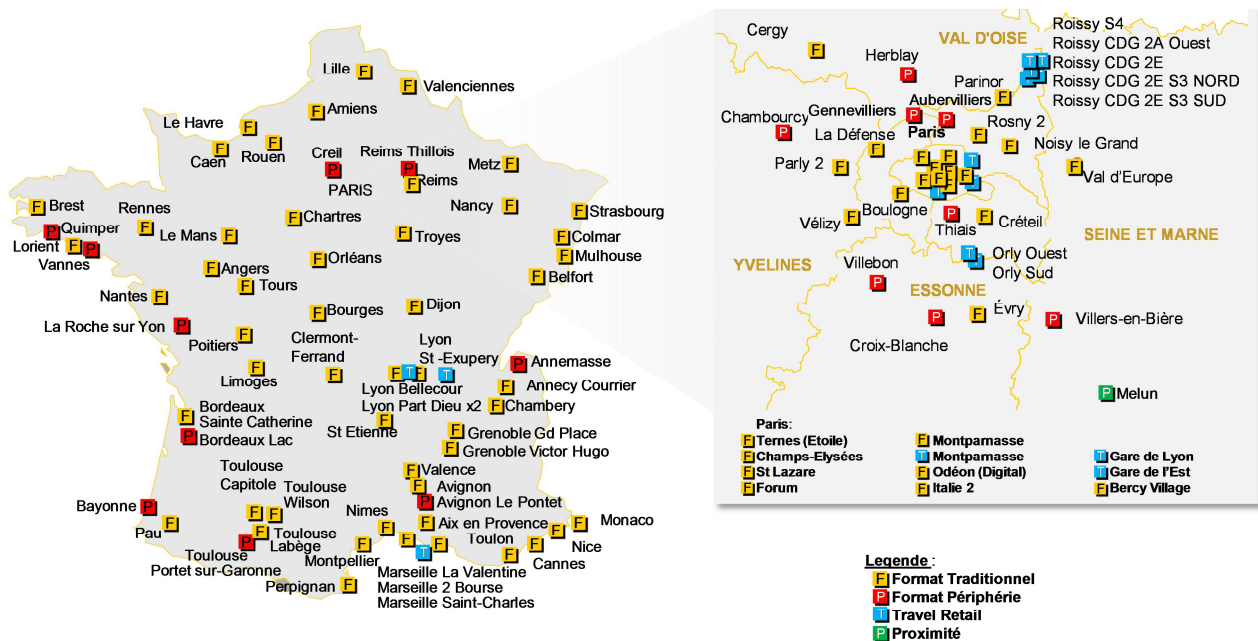 Lille
Valenciennes
Amiens
Le Havre
Caen
Rouen
Creil
PARIS
Reims Thillois
Reims
Metz
Nancy
Strasbourg
Colmar
Mulhouse
Belfort
Brest
Quimper
Lorient
Vannes
Rennes
Le Mans
Chartres
Troyes
Angers
Tours
Orléans
Nantes
Bourges
Dijon
La Roche sur Yon
Poitiers
Limoges
Clermont-
Ferrand
Lyon
St -Exupery
Annemasse
Lyon Bellecour
Lyon Part Dieu x2
Annecy Courrier
Chambery
St Etienne
Bordeaux
Sainte Catherine
Bordeaux Lac
Grenoble Gd Place
Grenoble Victor Hugo
Toulouse
Capitole
Toulouse
Wilson
Valence
Avignon
Avignon Le Pontet
Bayonne
Pau
Nimes
Aix en Provence
Monaco
Toulouse
Labège
Toulouse
Portet sur-Garonne
Montpellier
Toulon
Nice
Cannes
Perpignan
Marseille La Valentine
Marseille 2 Bourse
Marseille Saint-Charles
Cergy
VAL D'OISE
Roissy S4
Roissy CDG 2A Ouest
Roissy CDG 2E
Roissy CDG 2E S3 NORD
Roissy CDG 2E S3 SUD
Herblay
Parinor
Chambourcy
Gennevilliers
Aubervilliers
La Défense
Paris
Rosny 2
Noisy le Grand
Parly 2
Val d'Europe
Vélizy
Boulogne
Thiais
Créteil
SEINE ET MARNE
YVELINES
Villebon
Orly Ouest
Orly Sud
ESSONNE
Évry
Croix-Blanche
Villers-en-Bière
Melun
Paris:
F Ternes (Etoile)
F Champs-Elysées
F St Lazare
F Forum
F Montparnasse
T Montparnasse
F Odéon (Digital)
F Italie 2
T Gare de Lyon
T Gare de l'Est
F Bercy Village
Legende :
F Format Traditionnel
P Format Périphérie
T Travel Retail
P Proximité